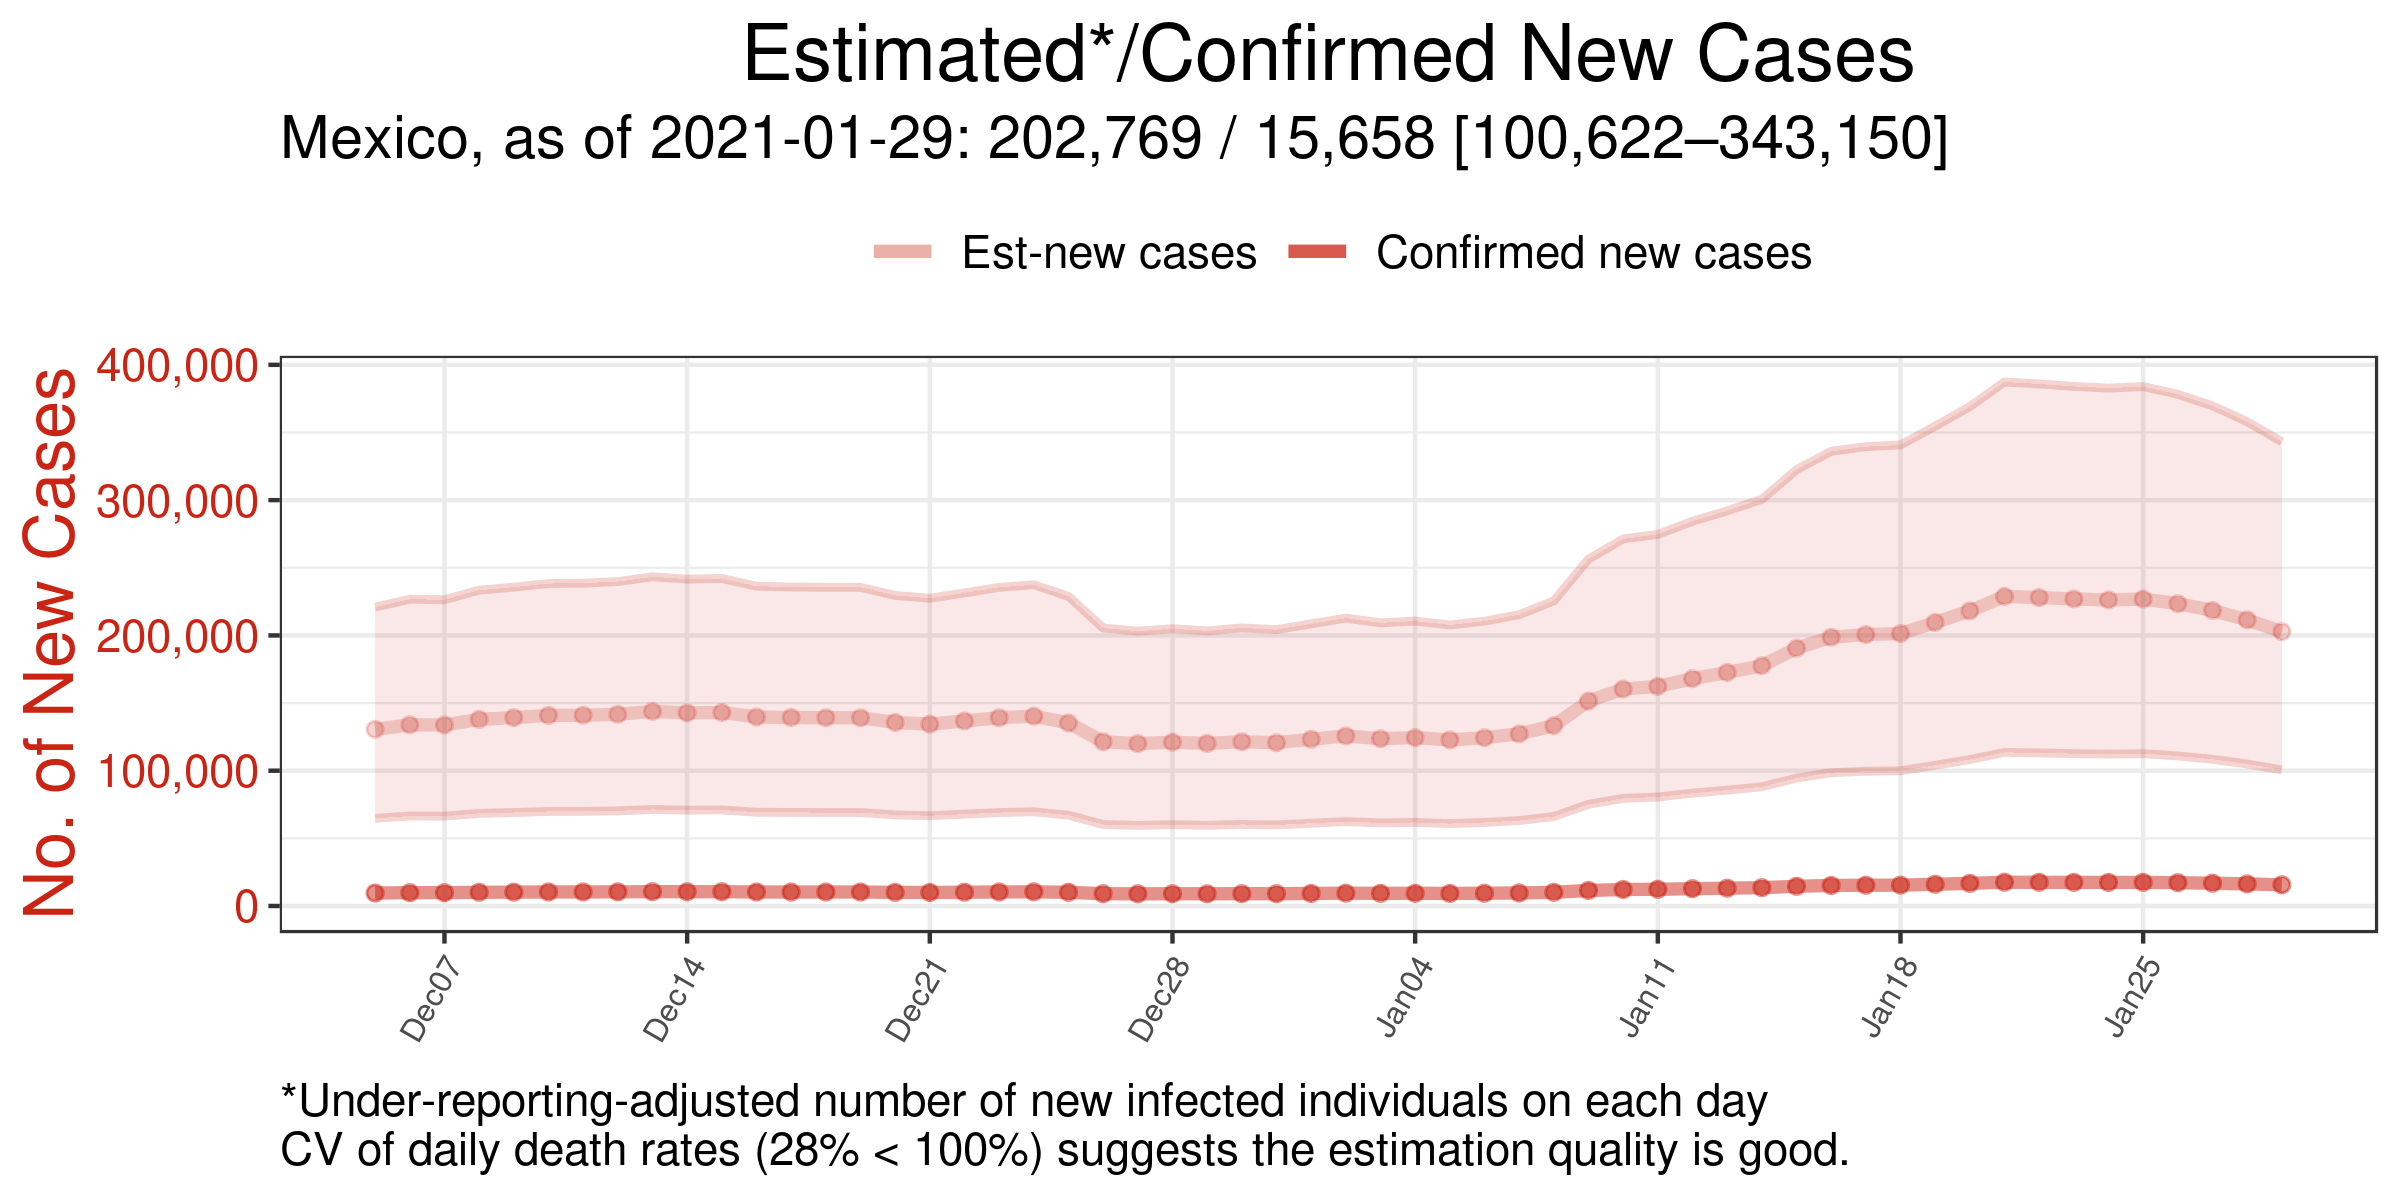 Estimated*/Confirmed New Cases
Mexico, as of 2021-01-29: 202,769 / 15,658 [100,622–343,150]
Est-new cases
Confirmed new cases
No. of New Cases
400,000
300,000
200,000
100,000
0
Dec07
Dec14
Dec21
Dec28
Jan04
Jan11
Jan18
Jan25
*Under-reporting-adjusted number of new infected individuals on each day
CV of daily death rates (28% < 100%) suggests the estimation quality is good.